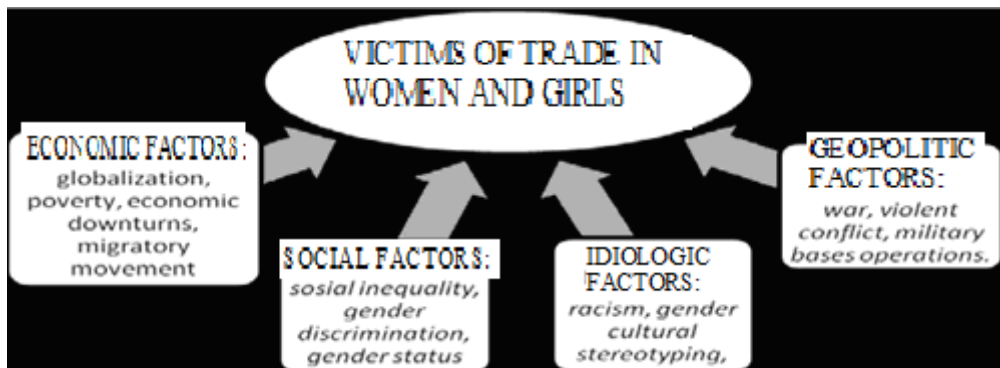 VICTIMS OF TRADE IN
WOMEN AND GIRLS
ECONOMIC FACTORS:
globalization,
poverty, economic
downturns,
migratory
movement
SOCIAL FACTORS:
sosial inequality,
gender
discrimination,
gender status
IDIOLOGIC
FACTORS:
racism, gender
cultural
stereotyping,
GEOPOLITIC
FACTORS:
war, violent
conflict, military
bases operations.